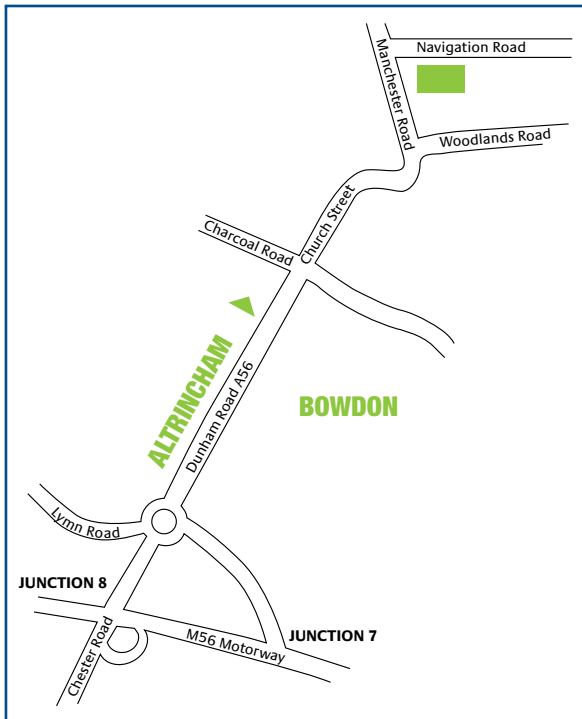 Navigation Road
Manchester Road
Woodlands Road
Church Street
Charcoal Road
ALTRINCHAM
Dunham Road A56
BOWDON
Lymn Road
JUNCTION 8
JUNCTION 7
M56 Motorway
Chester Road